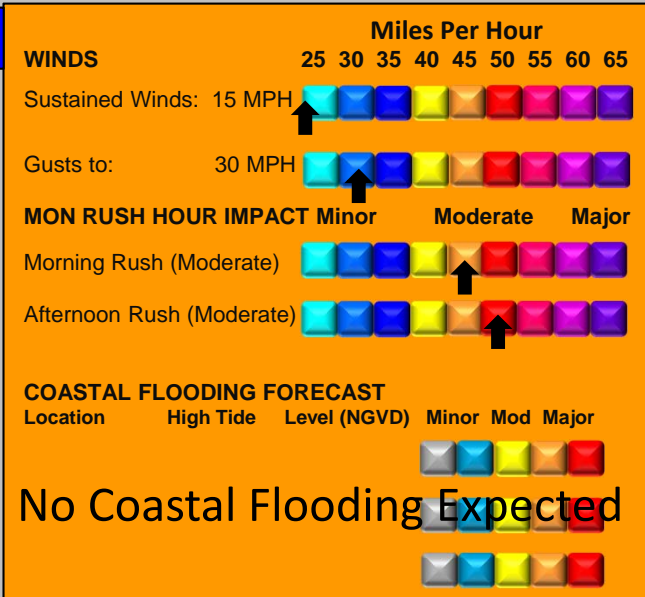 Miles Per Hour
WINDS 25 30 35 40 45 50 55 60 65
Sustained Winds: 15 MPH
Gusts to: 30 MPH
MON RUSH HOUR IMPACT Minor Moderate Major
Morning Rush (Moderate)
Afternoon Rush (Moderate)
COASTAL FLOODING FORECAST
Location High Tide Level (NGVD) Minor Mod Major
No Coastal Flooding Expected